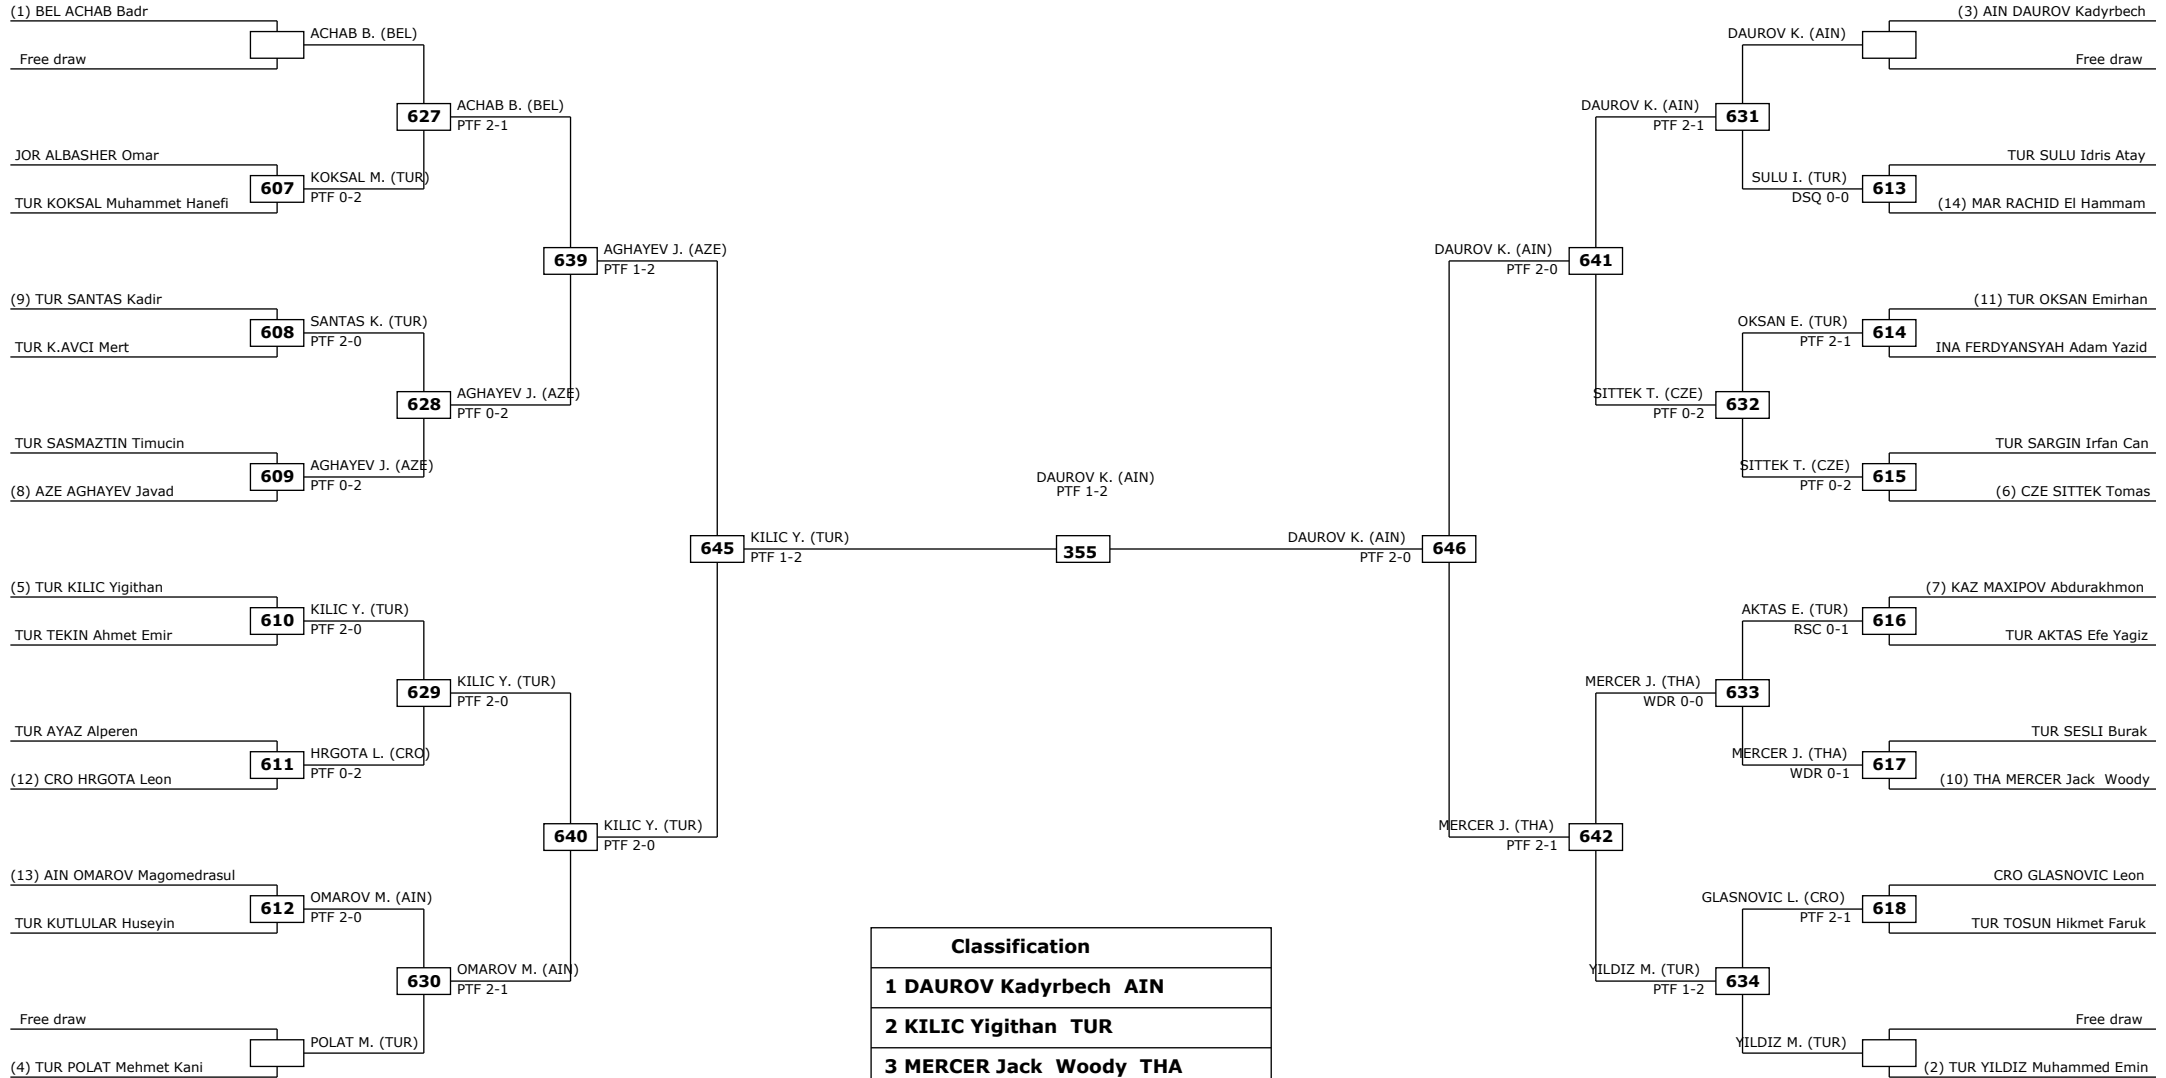 (1) BEL ACHAB Badr
ACHAB B. (BEL)
Free draw
627
ACHAB B. (BEL)
PTF 2-1
JOR ALBASHER Omar
607
KOKSAL M. (TUR)
PTF 0-2
TUR KOKSAL Muhammet Hanefi
639
AGHAYEV J. (AZE)
PTF 1-2
(9) TUR SANTAS Kadir
608
SANTAS K. (TUR)
PTF 2-0
TUR K.AVCI Mert
628
AGHAYEV J. (AZE)
PTF 0-2
TUR SASMAZTIN Timucin
609
AGHAYEV J. (AZE)
PTF 0-2
(8) AZE AGHAYEV Javad
645
KILIC Y. (TUR)
PTF 1-2
(5) TUR KILIC Yigithan
610
KILIC Y. (TUR)
PTF 2-0
TUR TEKIN Ahmet Emir
629
KILIC Y. (TUR)
PTF 2-0
TUR AYAZ Alperen
611
HRGOTA L. (CRO)
PTF 0-2
(12) CRO HRGOTA Leon
640
KILIC Y. (TUR)
PTF 2-0
(13) AIN OMAROV Magomedrasul
612
OMAROV M. (AIN)
PTF 2-0
TUR KUTLULAR Huseyin
630
OMAROV M. (AIN)
PTF 2-1
Free draw
POLAT M. (TUR)
(4) TUR POLAT Mehmet Kani
DAUROV K. (AIN)
PTF 1-2
355
(3) AIN DAUROV Kadyrbech
DAUROV K. (AIN)
Free draw
DAUROV K. (AIN)
PTF 2-1
631
TUR SULU Idris Atay
SULU I. (TUR)
DSQ 0-0
613
(14) MAR RACHID El Hammam
DAUROV K. (AIN)
PTF 2-0
641
(11) TUR OKSAN Emirhan
OKSAN E. (TUR)
PTF 2-1
614
INA FERDYANSYAH Adam Yazid
SITTEK T. (CZE)
PTF 0-2
632
TUR SARGIN Irfan Can
SITTEK T. (CZE)
PTF 0-2
615
(6) CZE SITTEK Tomas
DAUROV K. (AIN)
PTF 2-0
646
(7) KAZ MAXIPOV Abdurakhmon
AKTAS E. (TUR)
RSC 0-1
616
TUR AKTAS Efe Yagiz
MERCER J. (THA)
WDR 0-0
633
TUR SESLI Burak
MERCER J. (THA)
WDR 0-1
617
(10) THA MERCER Jack  Woody
MERCER J. (THA)
PTF 2-1
642
CRO GLASNOVIC Leon
GLASNOVIC L. (CRO)
PTF 2-1
618
TUR TOSUN Hikmet Faruk
YILDIZ M. (TUR)
PTF 1-2
634
Free draw
YILDIZ M. (TUR)
(2) TUR YILDIZ Muhammed Emin
Classification
1 DAUROV Kadyrbech  AIN
2 KILIC Yigithan  TUR
3 MERCER Jack  Woody  THA